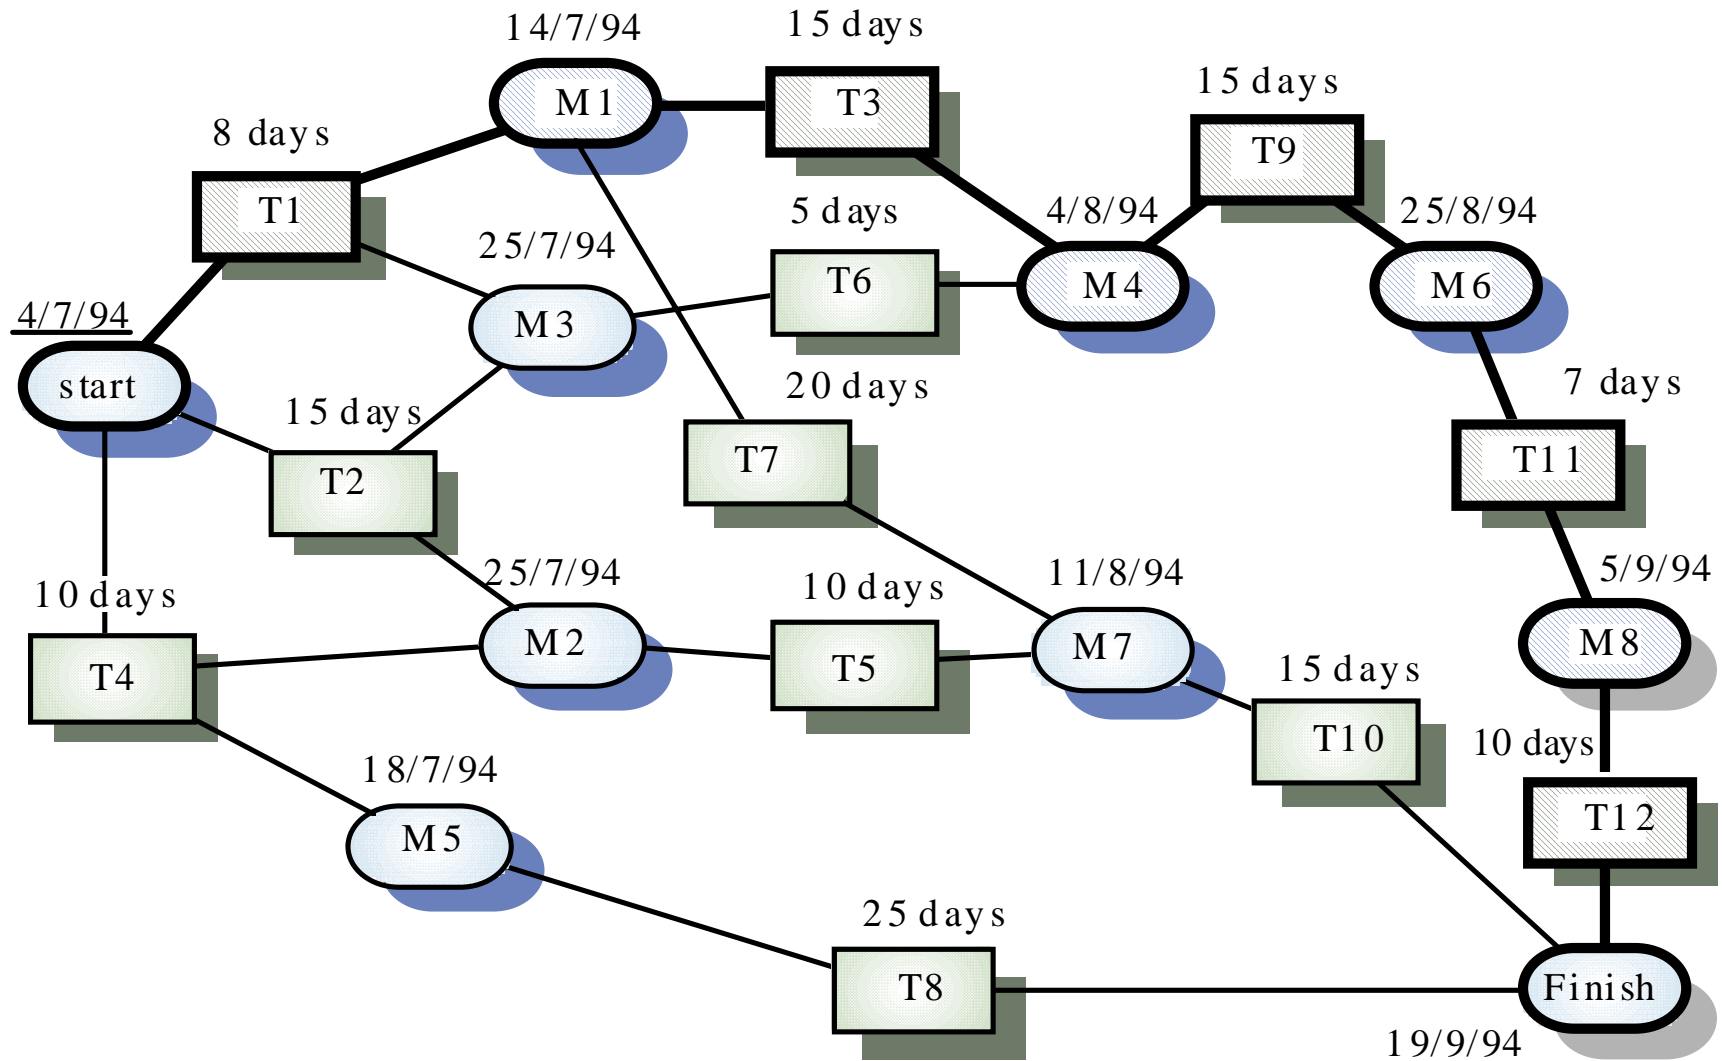 14/7/94
15 days
M1
T3
15 days
8 days
T9
T1
5 days
4/8/94
25/8/94
25/7/94
T6
M4
M6
4/7/94
M3
start
15 days
20 days
7 days
T2
T7
T11
25/7/94
11/8/94
5/9/94
10 days
10 days
M2
M7
M8
T4
T5
15 days
T10
10 days
18/7/94
T12
M5
25 days
T8
Finish
19/9/94